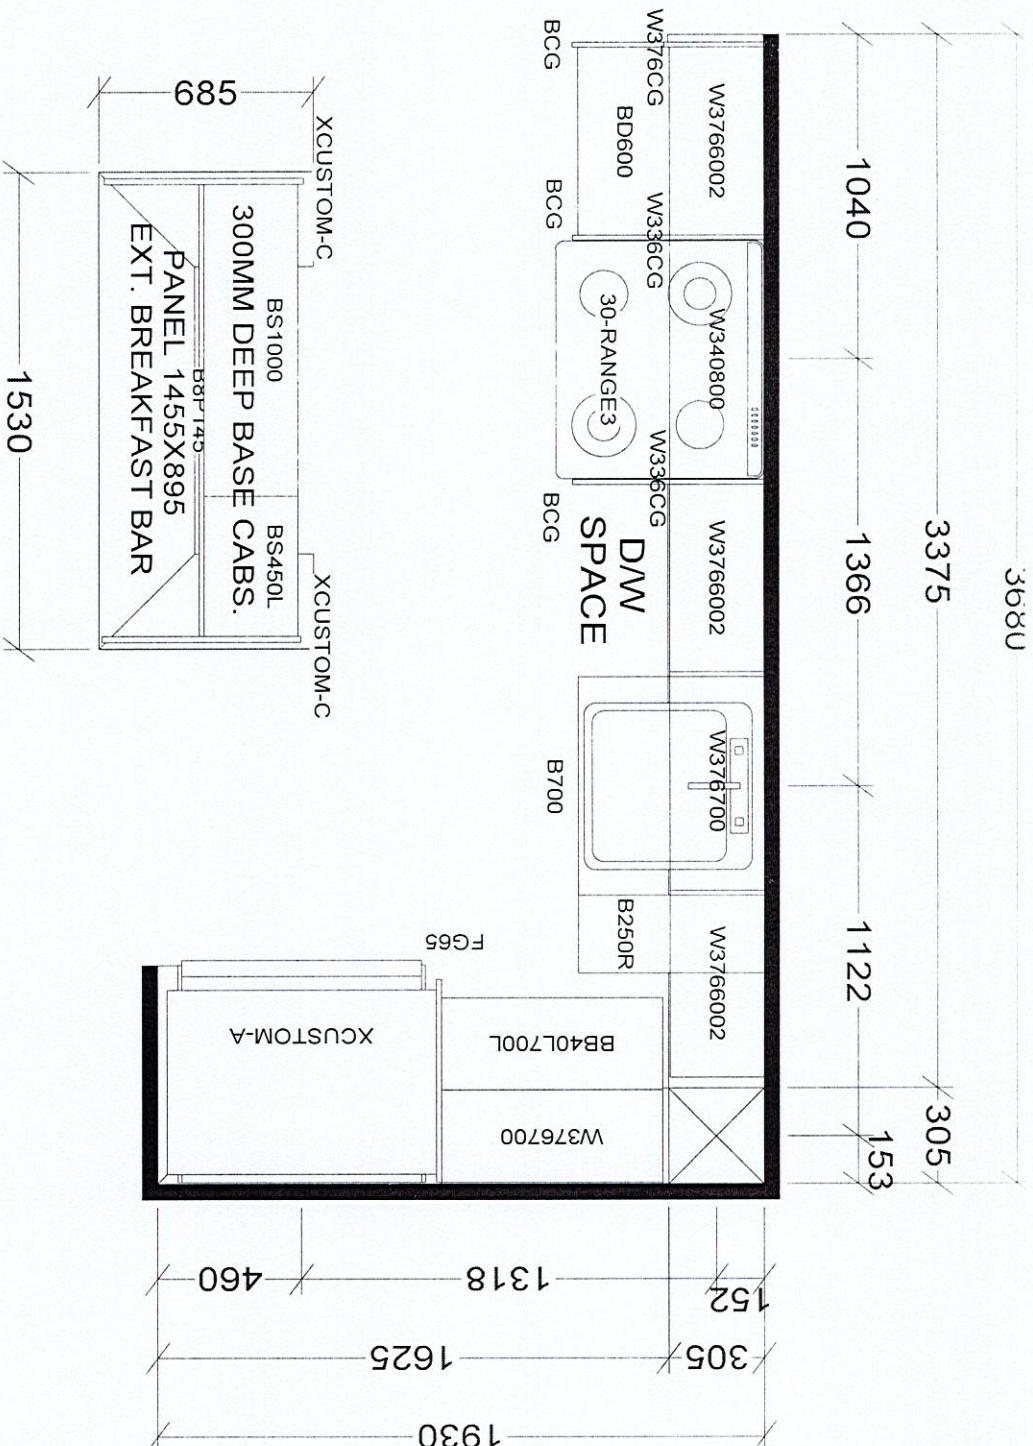 3680
3375
305
1040
1366
1122
153
W3766002
W340800
W3766002
W376700
W3766002
W376CG
W336CG
W336CG
BD600
30-RANGE3
D/W
SPACE
B250R
BCG
BCG
BCG
B700
FG65
BB40L700L
W376700
XCUSTOM-A
152
1318
460
305
1625
1930
XCUSTOM-C
XCUSTOM-C
685
BS1000
BS450L
300MM DEEP BASE CABS.
B8P145
PANEL 1455X895
EXT. BREAKFAST BAR
1530